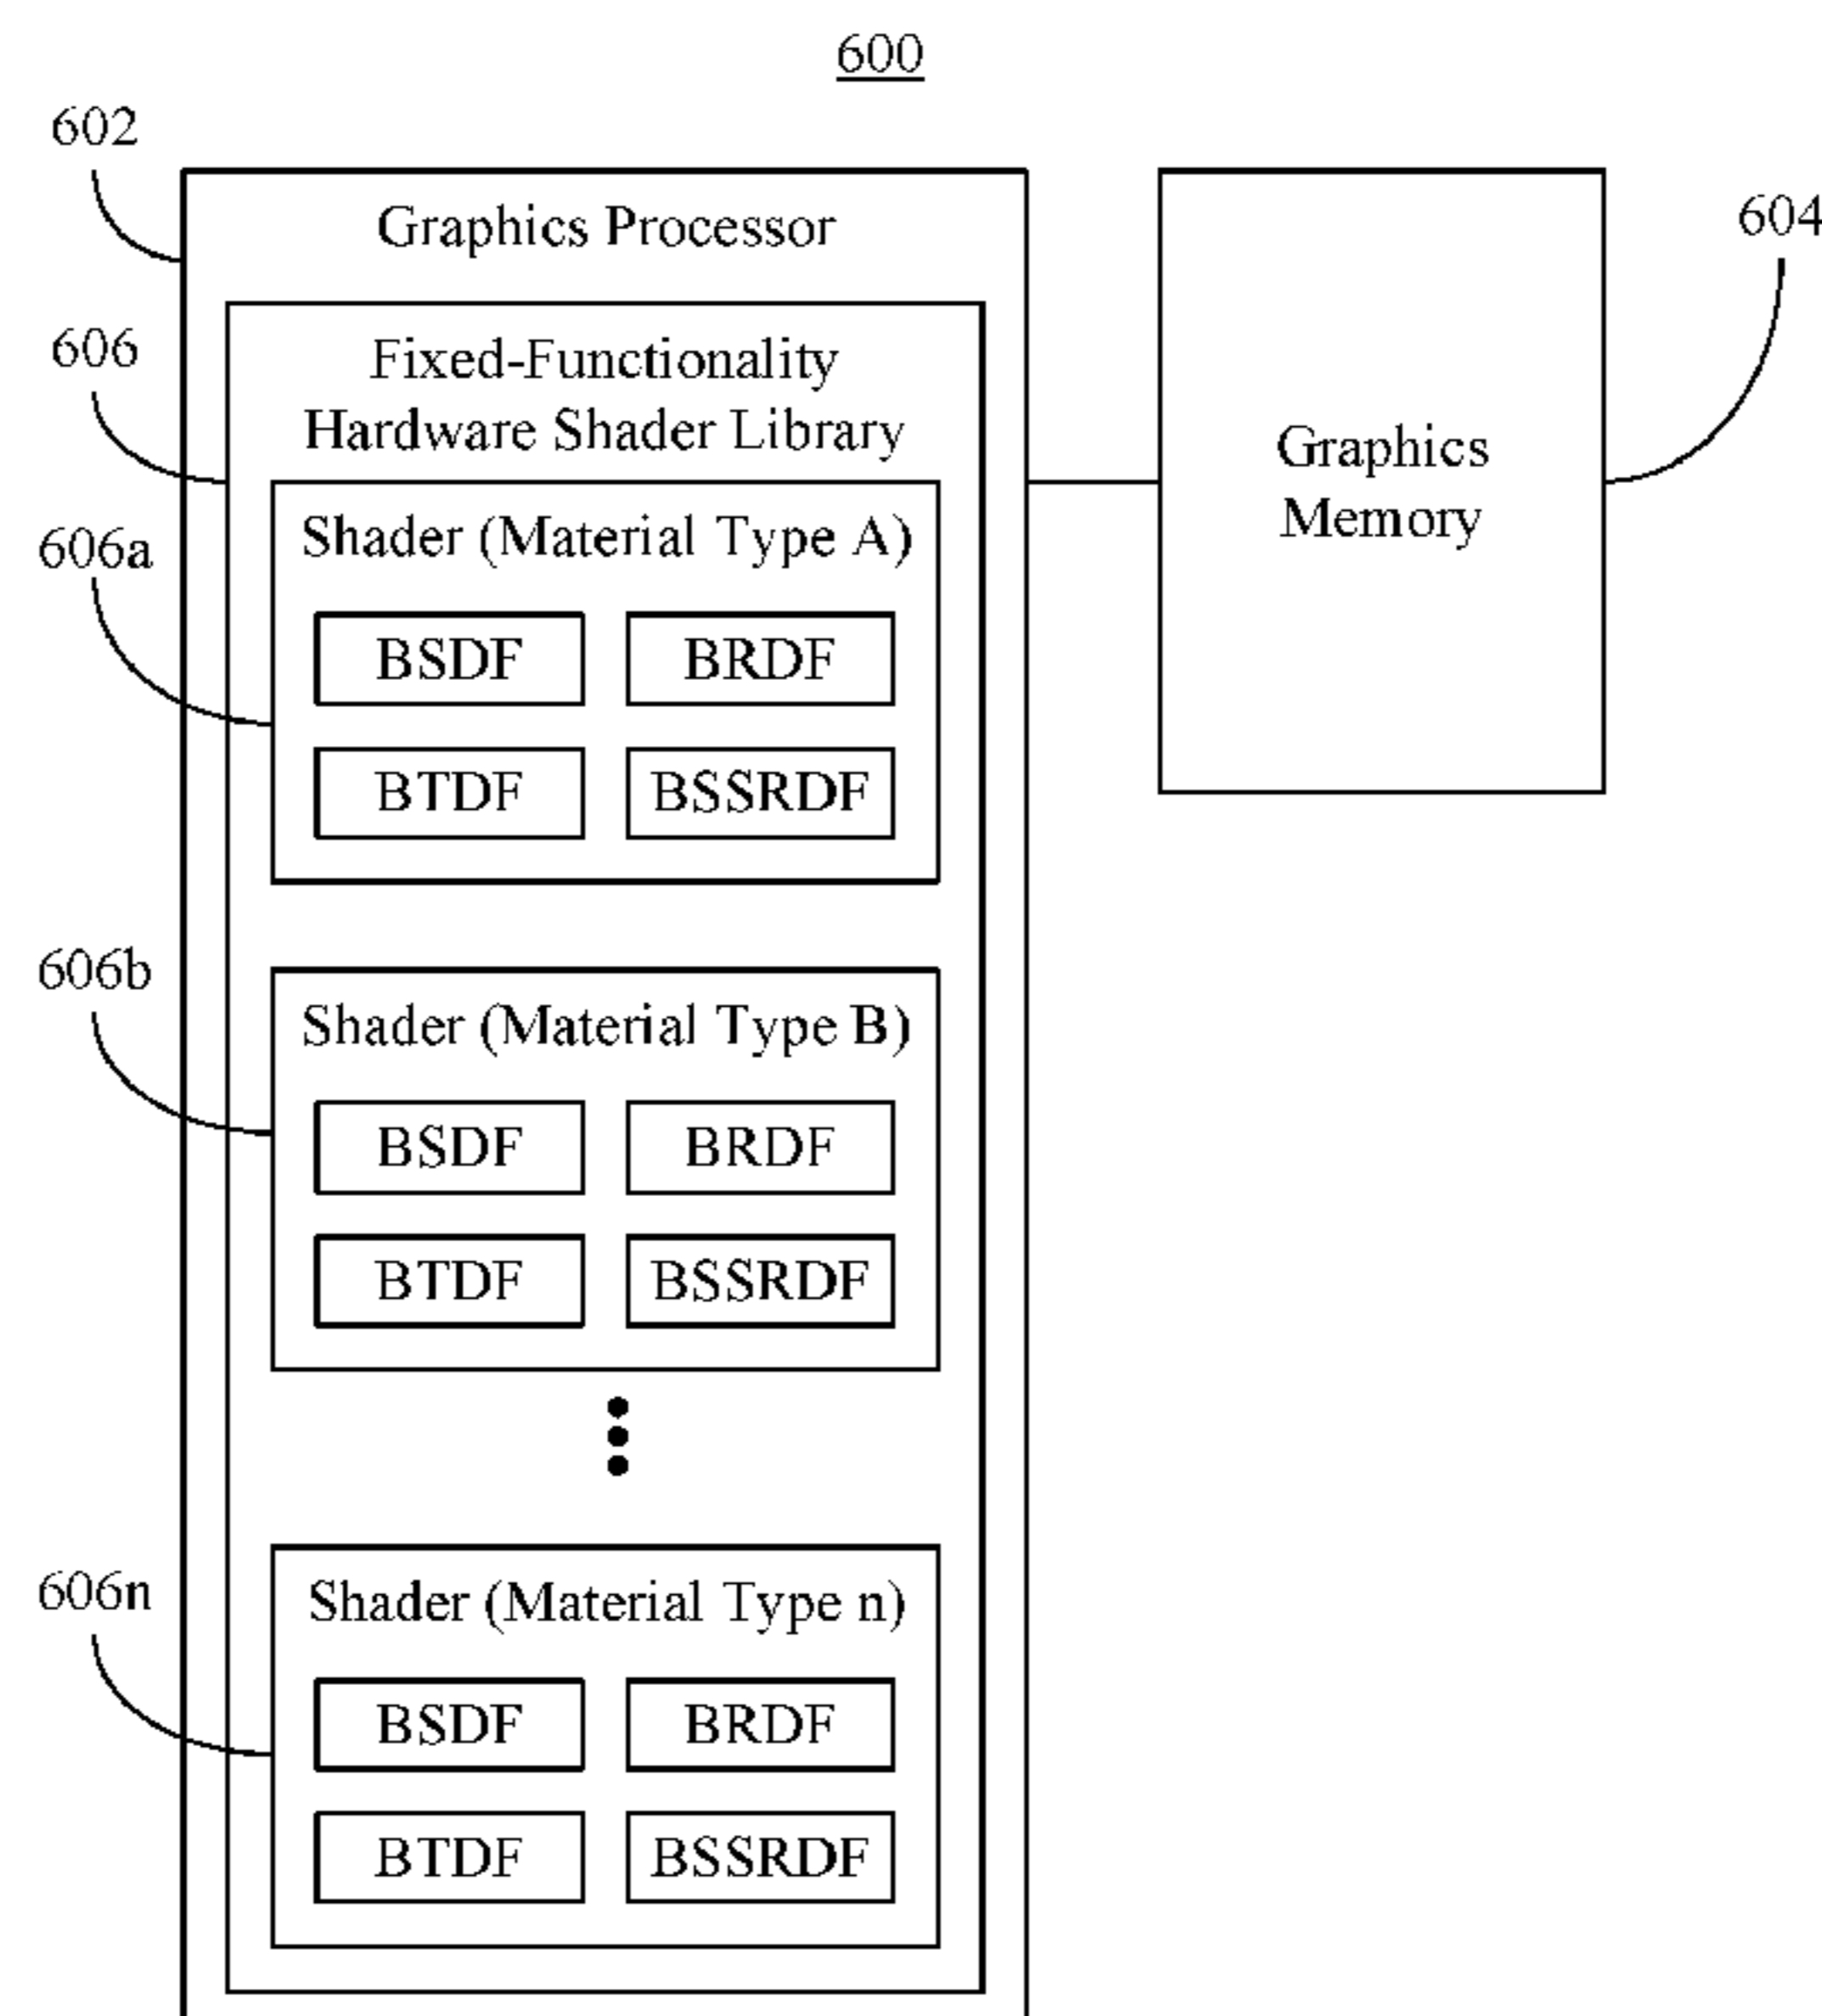 600
602
Graphics Processor
604
606
Fixed-Functionality
Hardware Shader Library
Graphics
Memory
606a
Shader (Material Type A)
BSDF BRDF
BTDF BSSRDF
606b
Shader (Material Type B)
BSDF BRDF
BTDF BSSRDF
606n
Shader (Material Type n)
BSDF BRDF
BTDF BSSRDF